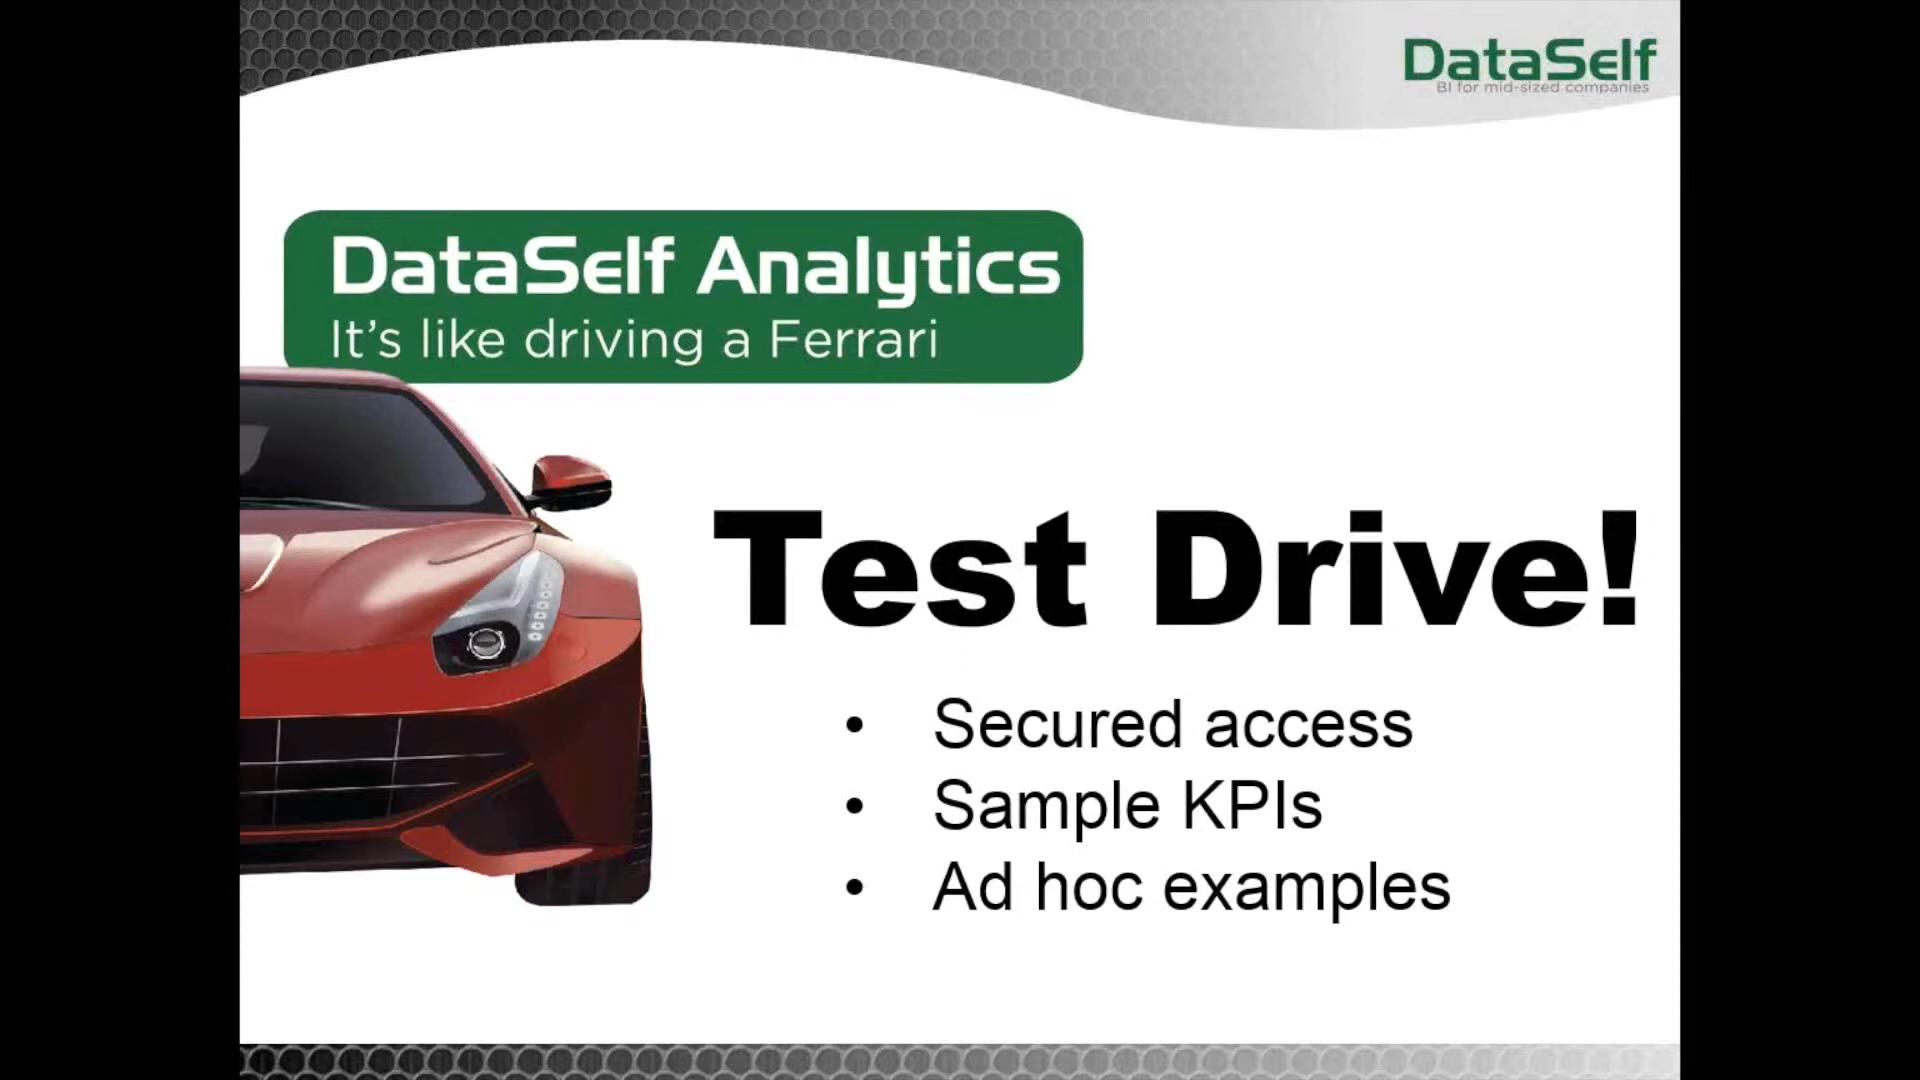 DataSelf
BI for mid-sized companies
DataSelf Analytics
It's like driving a Ferrari
Test Drive!
• Secured access
• Sample KPIs
• Ad hoc examples